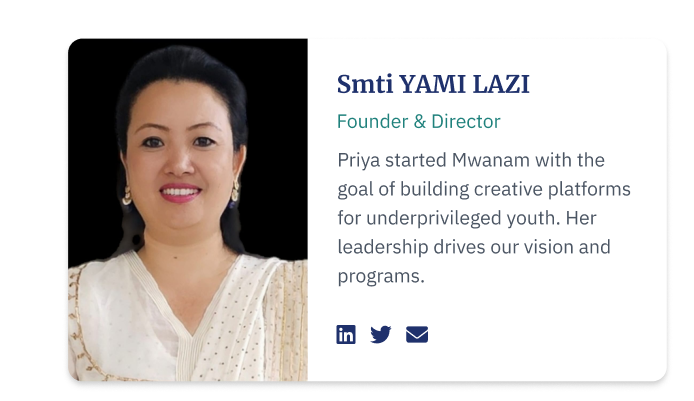 Smti YAMI LAZI
Founder & Director
Priya started Mwanam with the
goal of building creative platforms
for underprivileged youth. Her
leadership drives our vision and
programs.
in